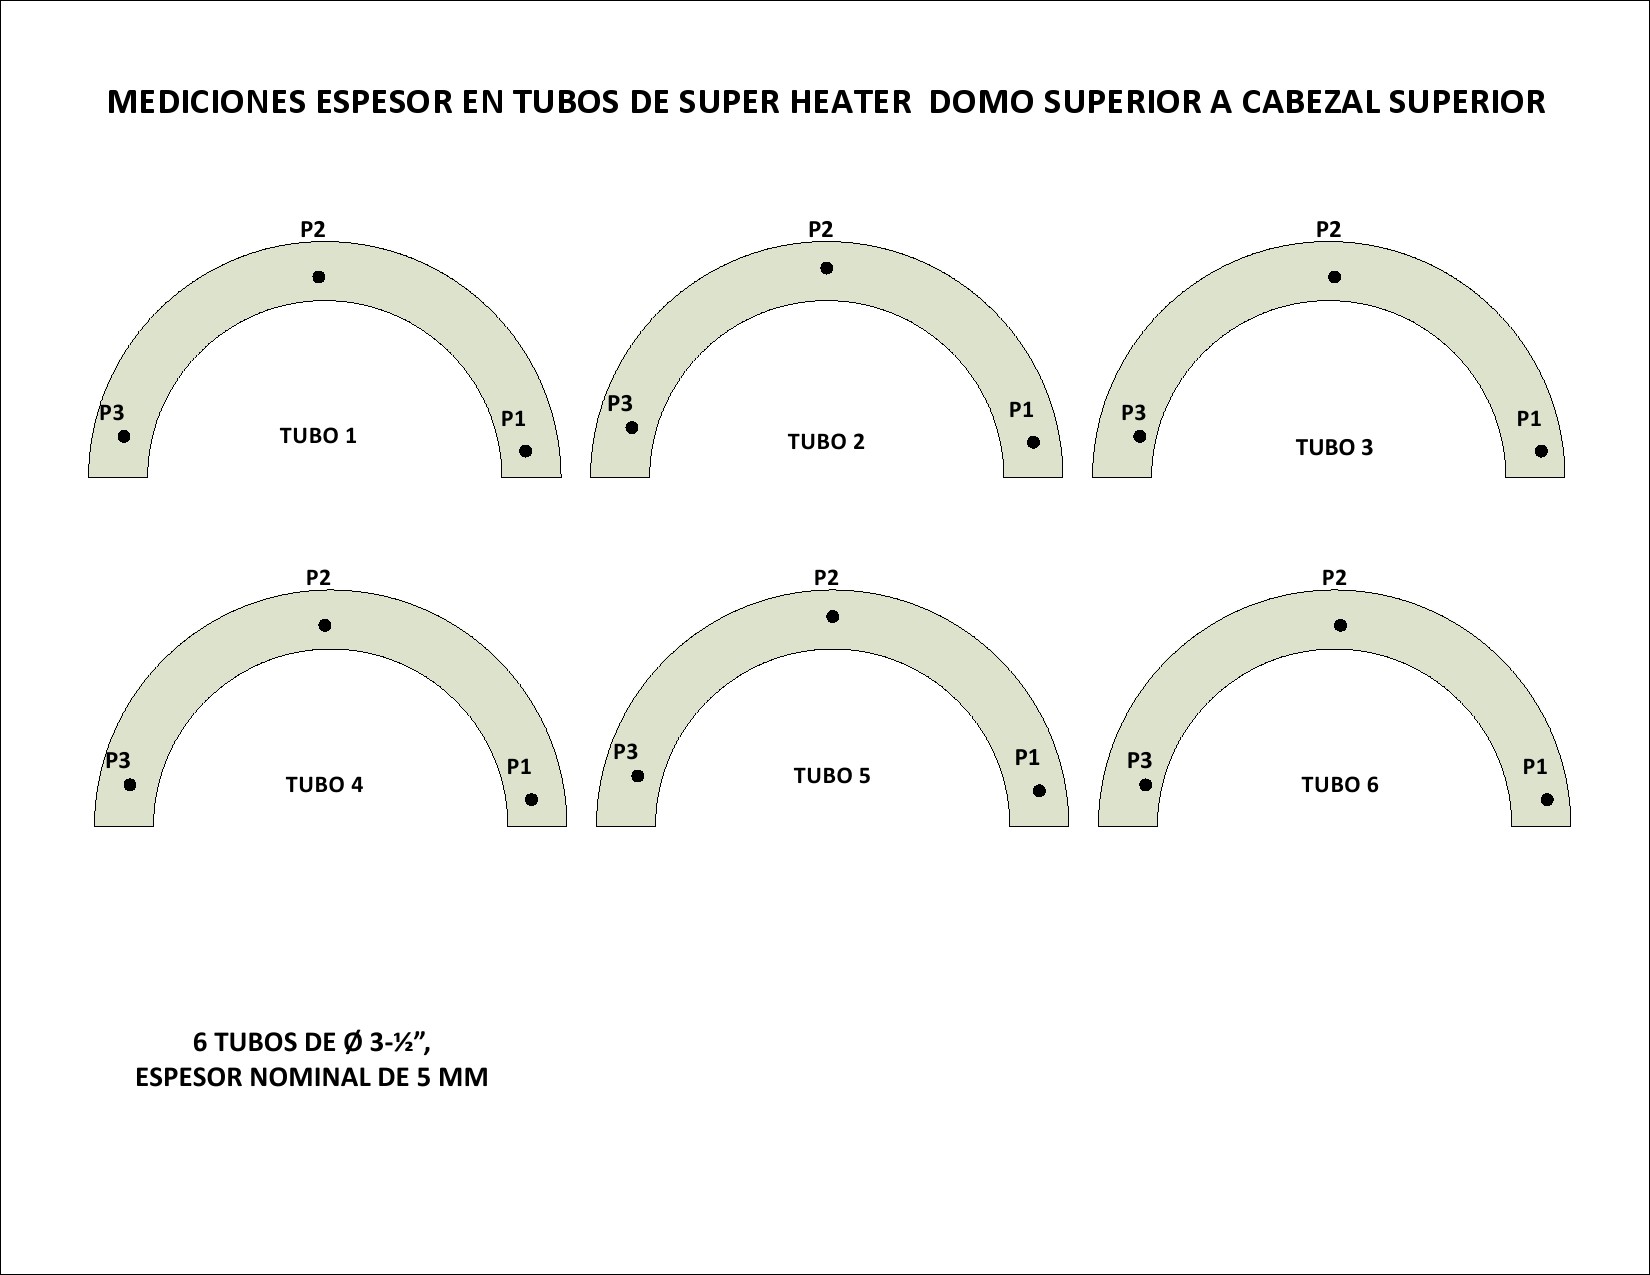 MEDICIONES ESPESOR EN TUBOS DE SUPER HEATER  DOMO SUPERIOR A CABEZAL SUPERIOR
P2
P2
P2
P3
P1
TUBO 1
P3
P1
TUBO 2
P3
P1
TUBO 3
P2
P2
P2
P3
P1
TUBO 4
P3
P1
TUBO 5
P3
P1
TUBO 6
6 TUBOS DE Ø 3-½”,
ESPESOR NOMINAL DE 5 MM